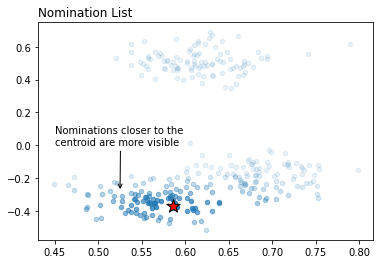 Nomination List
0.6
0.4
0.2
0.0
−0.2
−0.4
Nominations closer to the
centroid are more visible
0.45 0.50 0.55 0.60 0.65 0.70 0.75 0.80